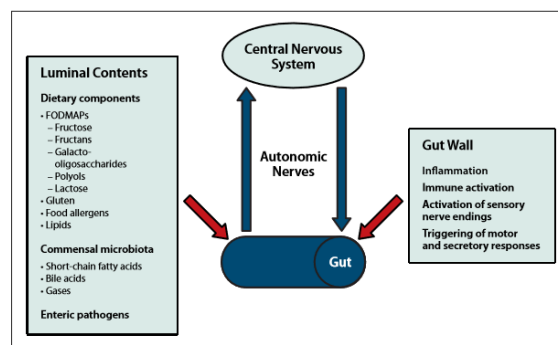 Central Nervous
System
Luminal Contents
Dietary components
• FODMAPs
– Fructose
– Fructans
– Galacto-
oligosaccharides
– Polyols
– Lactose
• Gluten
• Food allergens
• Lipids
Commensal microbiota
• Short-chain fatty acids
• Bile acids
• Gases
Enteric pathogens
Autonomic
Nerves
Gut
Gut Wall
Inflammation
Immune activation
Activation of sensory
nerve endings
Triggering of motor
and secretory responses